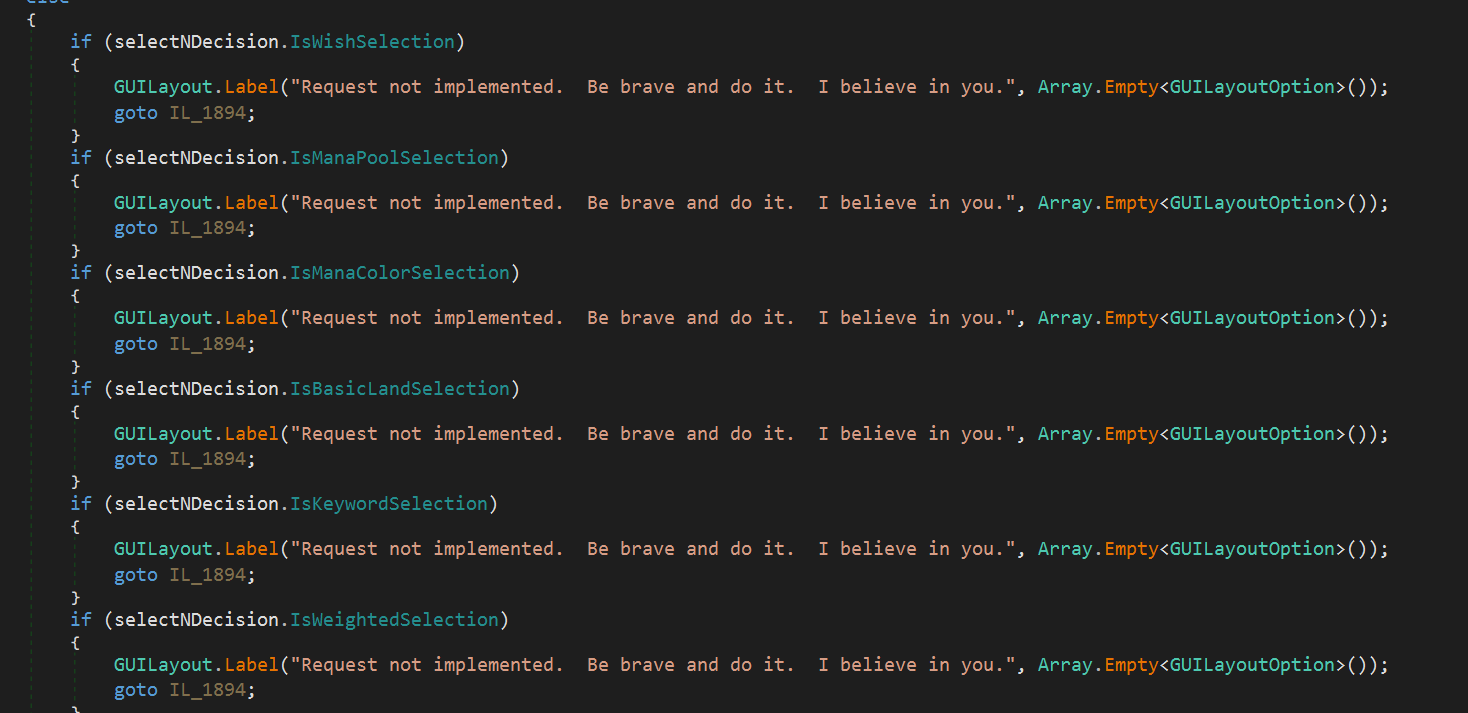 else
{
if (selectNDecision.IsWishSelection)
{
GUILayout.Label("Request not implemented.  Be brave and do it.  I believe in you.", Array.Empty<GUILayoutOption>());
goto IL_1894;
}
if (selectNDecision.IsManaPoolSelection)
{
GUILayout.Label("Request not implemented.  Be brave and do it.  I believe in you.", Array.Empty<GUILayoutOption>());
goto IL_1894;
}
if (selectNDecision.IsManaColorSelection)
{
GUILayout.Label("Request not implemented.  Be brave and do it.  I believe in you.", Array.Empty<GUILayoutOption>());
goto IL_1894;
}
if (selectNDecision.IsBasicLandSelection)
{
GUILayout.Label("Request not implemented.  Be brave and do it.  I believe in you.", Array.Empty<GUILayoutOption>());
goto IL_1894;
}
if (selectNDecision.IsKeywordSelection)
{
GUILayout.Label("Request not implemented.  Be brave and do it.  I believe in you.", Array.Empty<GUILayoutOption>());
goto IL_1894;
}
if (selectNDecision.IsWeightedSelection)
{
GUILayout.Label("Request not implemented.  Be brave and do it.  I believe in you.", Array.Empty<GUILayoutOption>());
goto IL_1894;
}